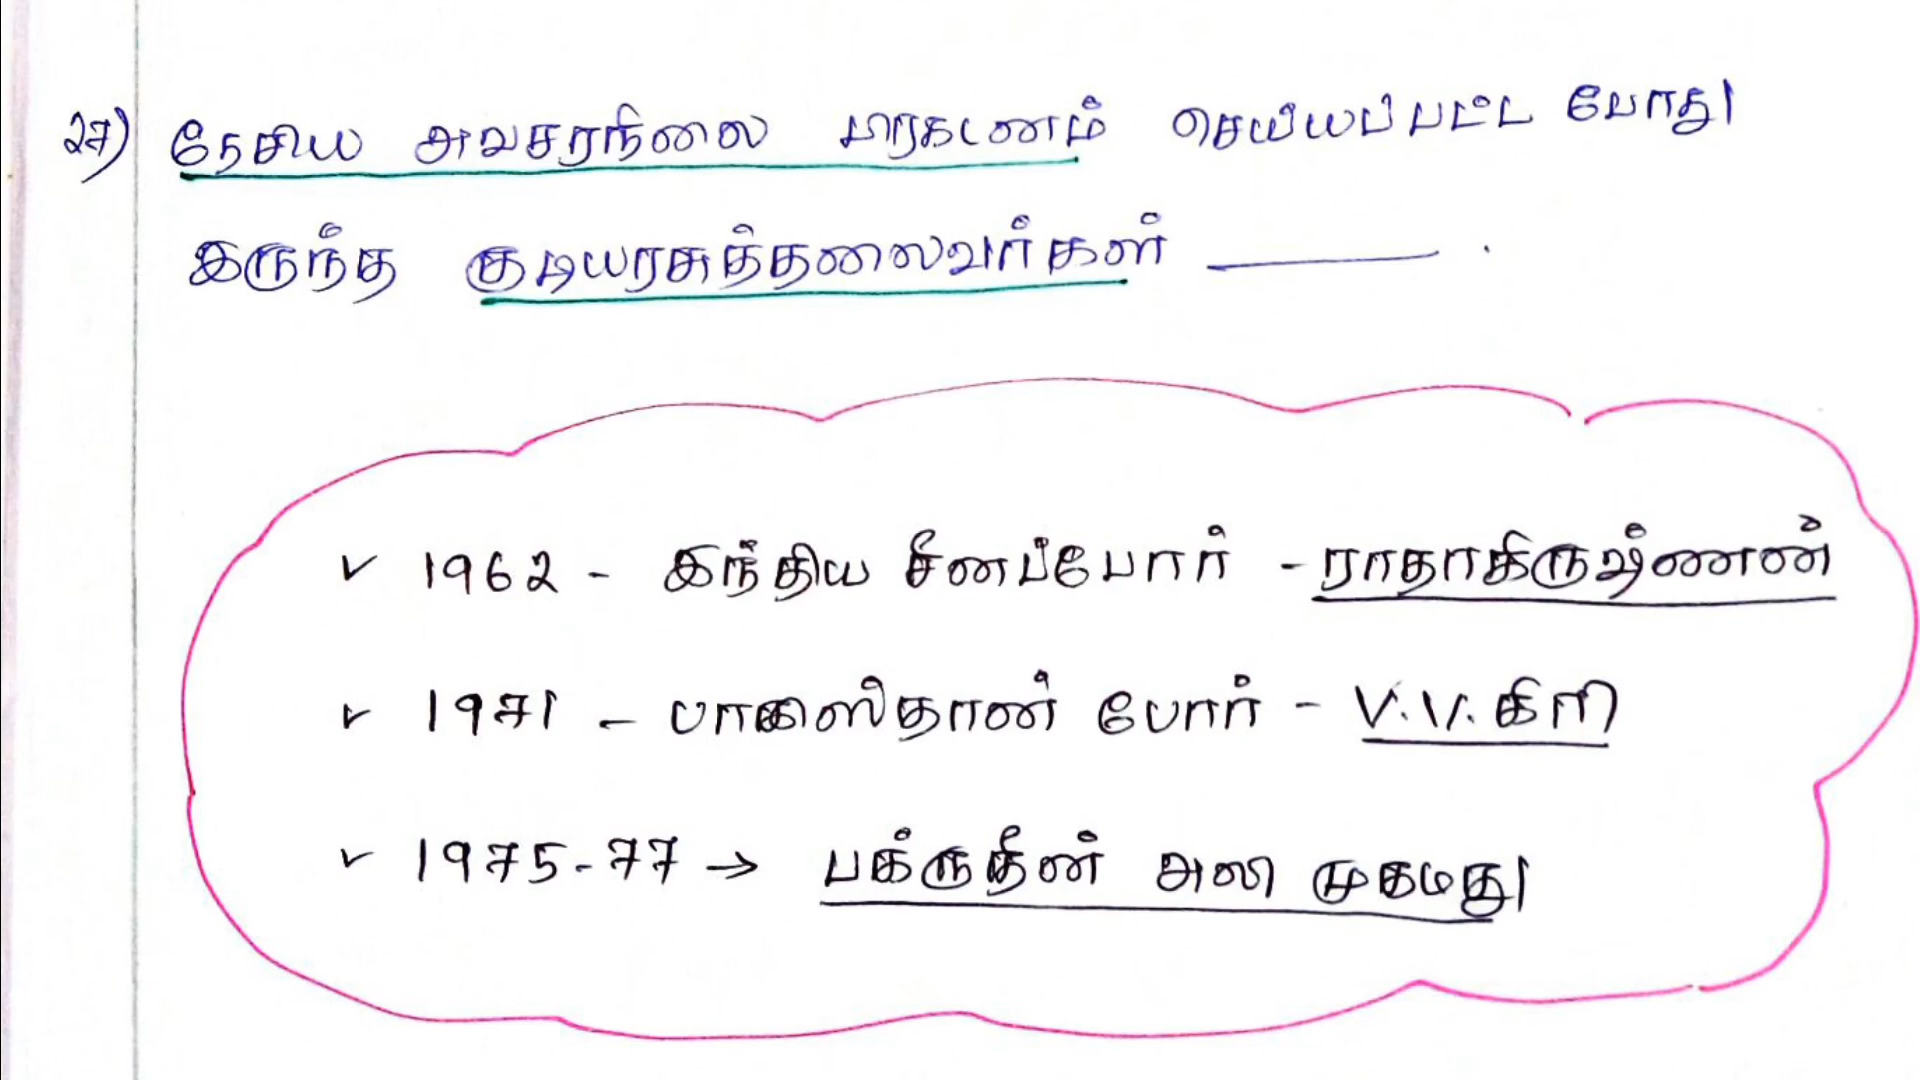 27) தேசிய அவசரநிலை பிரகடனம் செய்யப்பட்ட போது
இருந்த குடியரசுத்தலைவர்கள் ______ .
✓ 1962 - இந்திய சீனப்போர் - ராதாகிருஷ்ணன்
✓ 1971 - பாகிஸ்தான் போர் - V.V.கிரி
✓ 1975-77 → பக்ருதீன் அலி முகமது